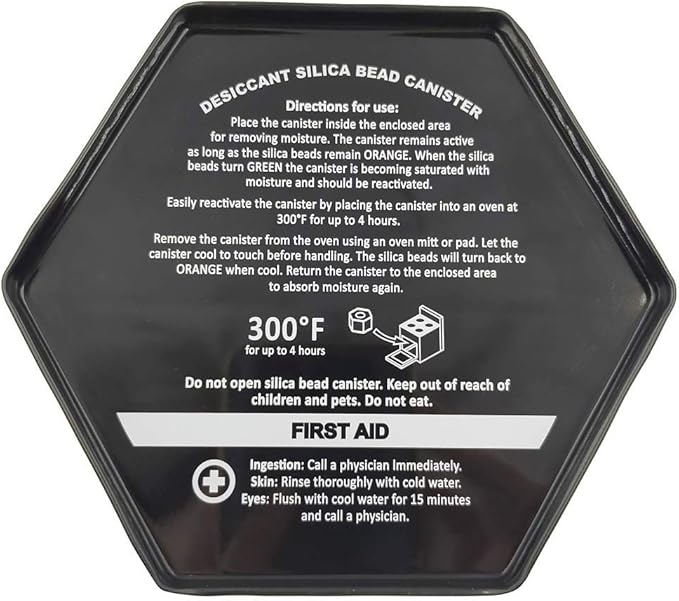 DESICCANT SILICA BEAD CANISTER
Directions for use:
Place the canister inside the enclosed area
for removing moisture. The canister remains active
as long as the silica beads remain ORANGE. When the silica
beads turn GREEN the canister is becoming saturated with
moisture and should be reactivated.
Easily reactivate the canister by placing the canister into an oven at
300°F for up to 4 hours.
Remove the canister from the oven using an oven mitt or pad. Let the
canister cool to touch before handling. The silica beads will turn back to
ORANGE when cool. Return the canister to the enclosed area
to absorb moisture again.
300°F
for up to 4 hours
Do not open silica bead canister. Keep out of reach of
children and pets. Do not eat.
FIRST AID
Ingestion: Call a physician Immediately.
Skin: Rinse thoroughly with cold water.
Eyes: Flush with cool water for 15 minutes
and call a physician.